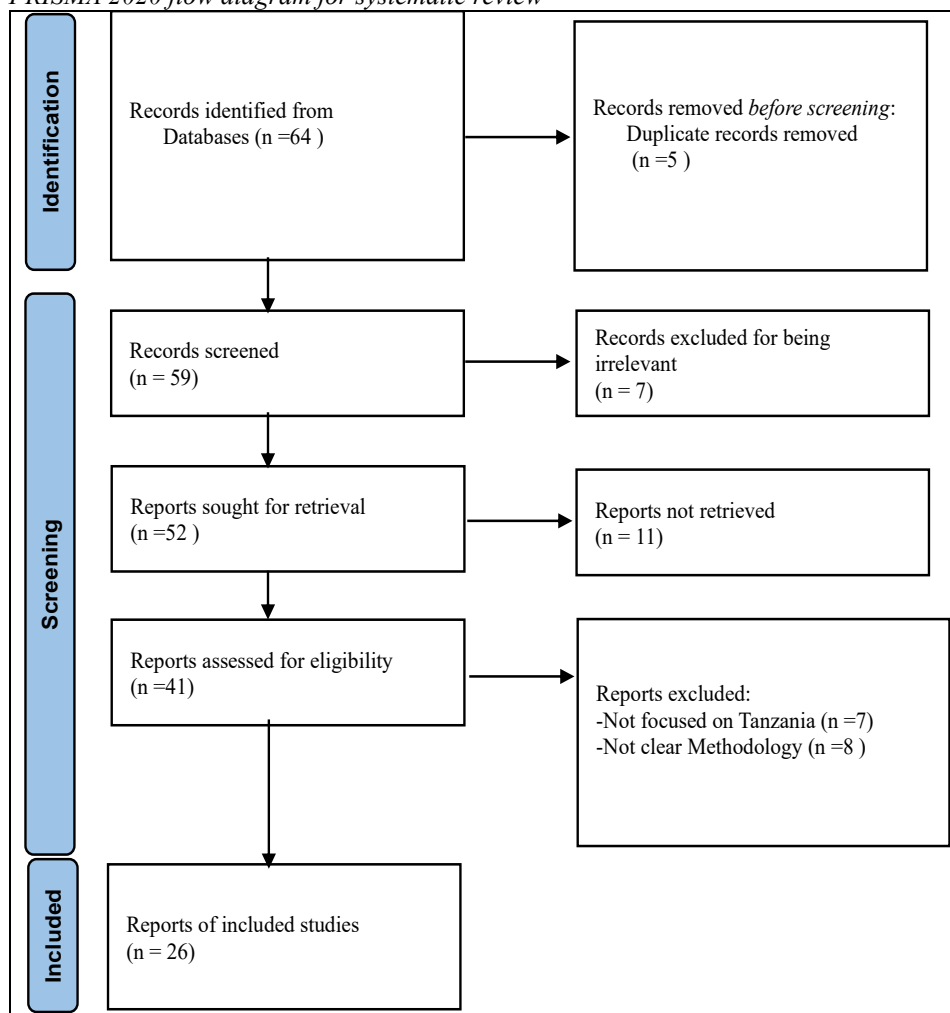 PRISMA 2020 flow diagram for systematic review
Identification
Records identified from
Databases (n =64 )
Records removed before screening:
Duplicate records removed
(n =5 )
Screening
Records screened
(n = 59)
Records excluded for being
irrelevant
(n = 7)
Reports sought for retrieval
(n =52 )
Reports not retrieved
(n = 11)
Reports assessed for eligibility
(n =41)
Reports excluded:
-Not focused on Tanzania (n =7)
-Not clear Methodology (n =8 )
Included
Reports of included studies
(n = 26)